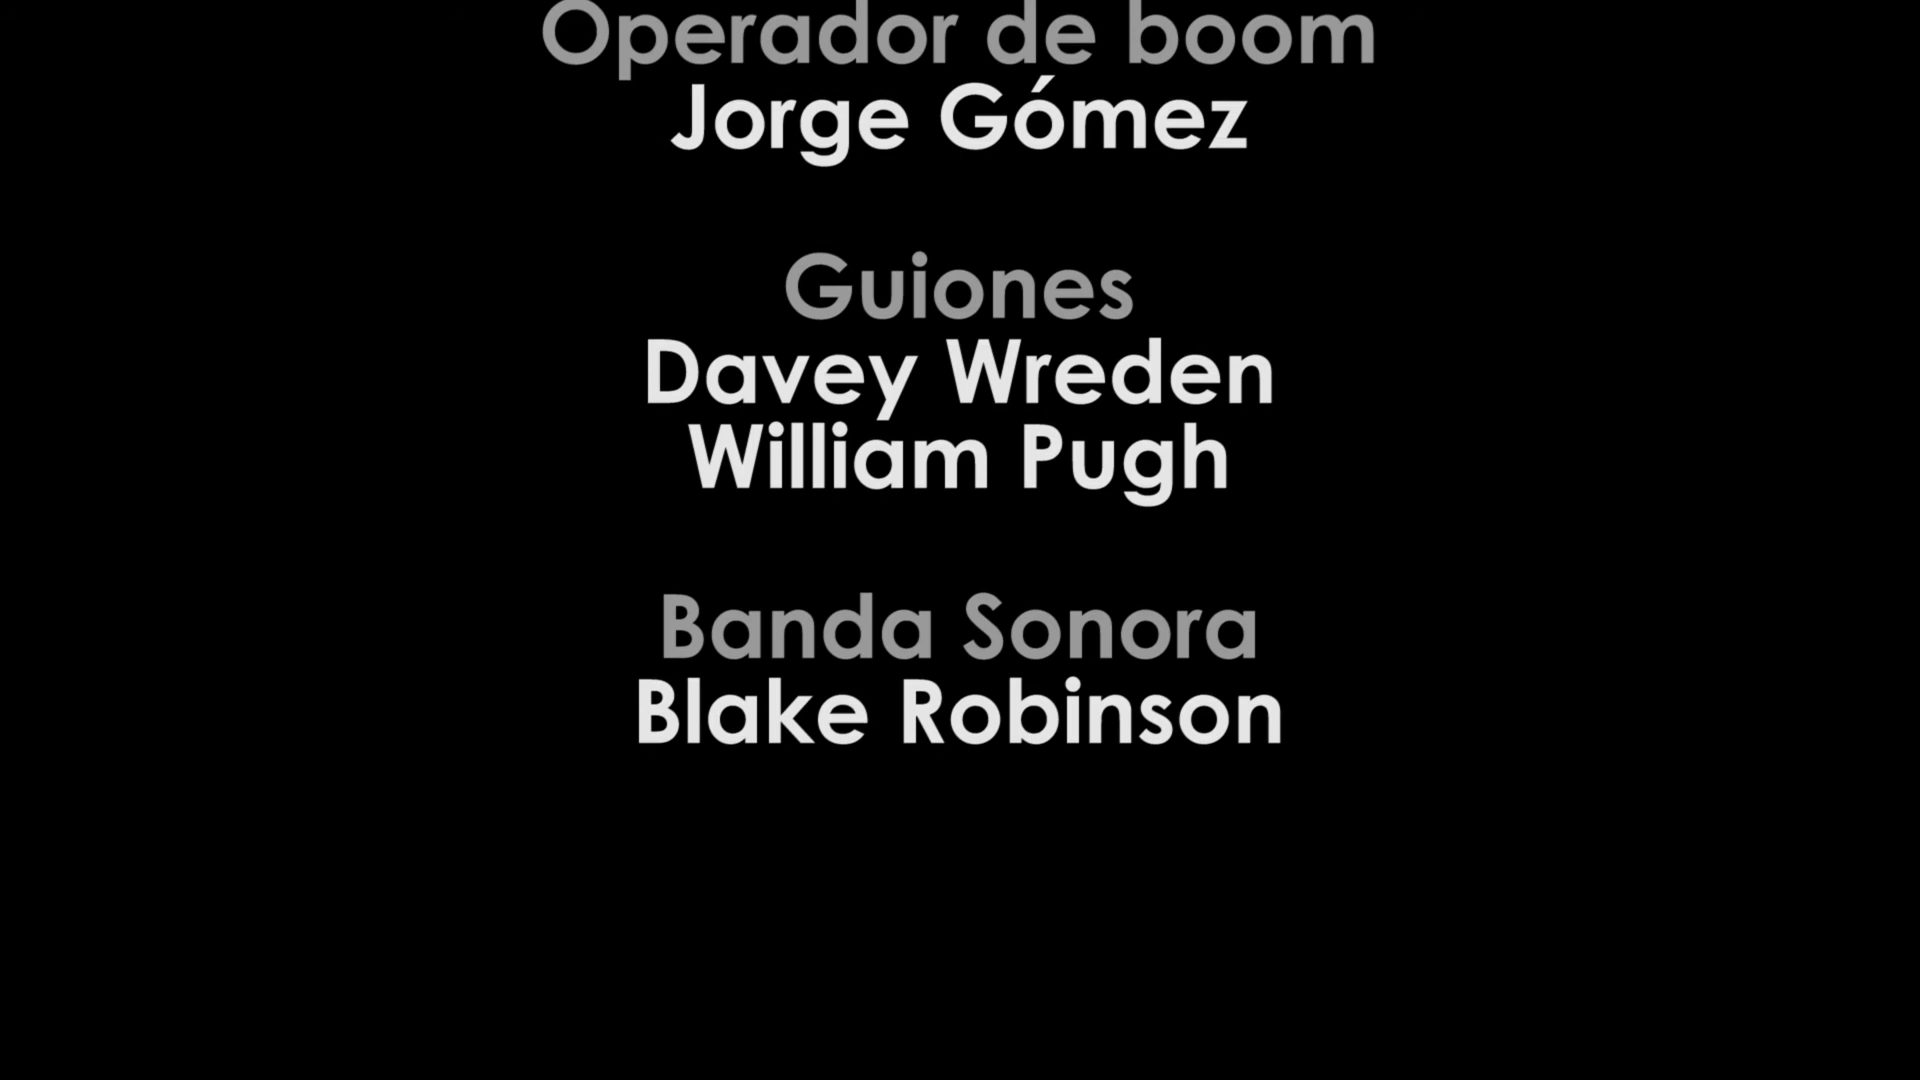 Operador de boom
Jorge Gómez
Guiones
Davey Wreden
William Pugh
Banda Sonora
Blake Robinson